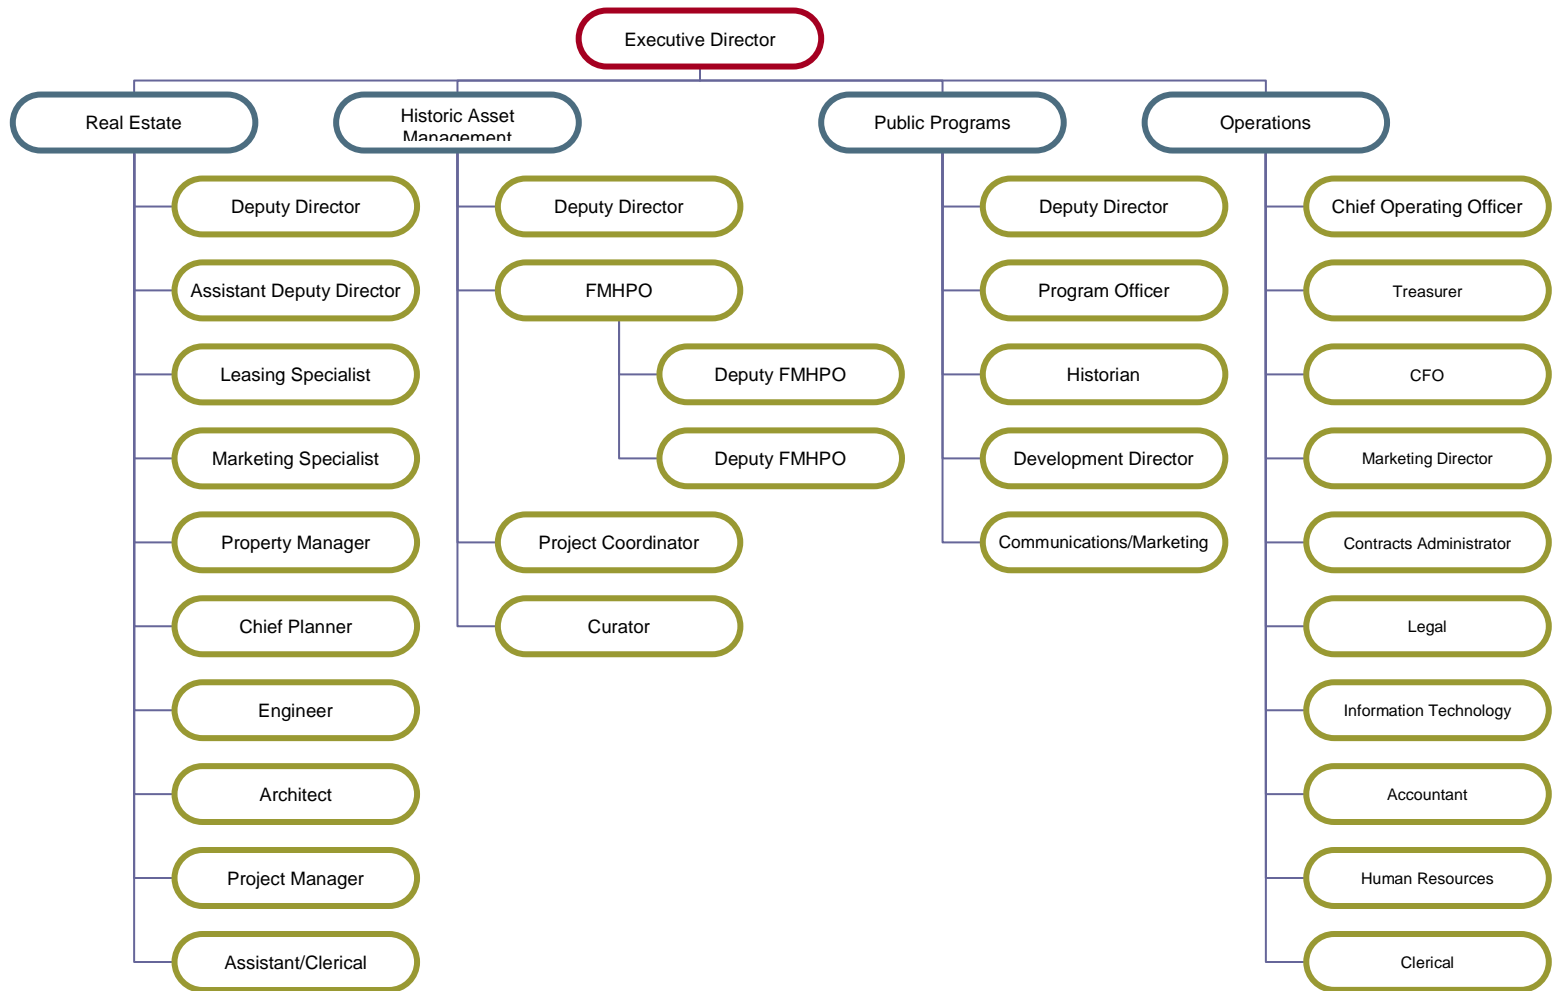 Executive Director
Real Estate
Historic Asset
Management
Public Programs
Operations
Deputy Director
Deputy Director
Deputy Director
Chief Operating Officer
Assistant Deputy Director
FMHPO
Program Officer
Treasurer
Leasing Specialist
Deputy FMHPO
Historian
CFO
Marketing Specialist
Deputy FMHPO
Development Director
Marketing Director
Property Manager
Project Coordinator
Communications/Marketing
Contracts Administrator
Chief Planner
Curator
Legal
Engineer
Information Technology
Architect
Accountant
Project Manager
Human Resources
Assistant/Clerical
Clerical